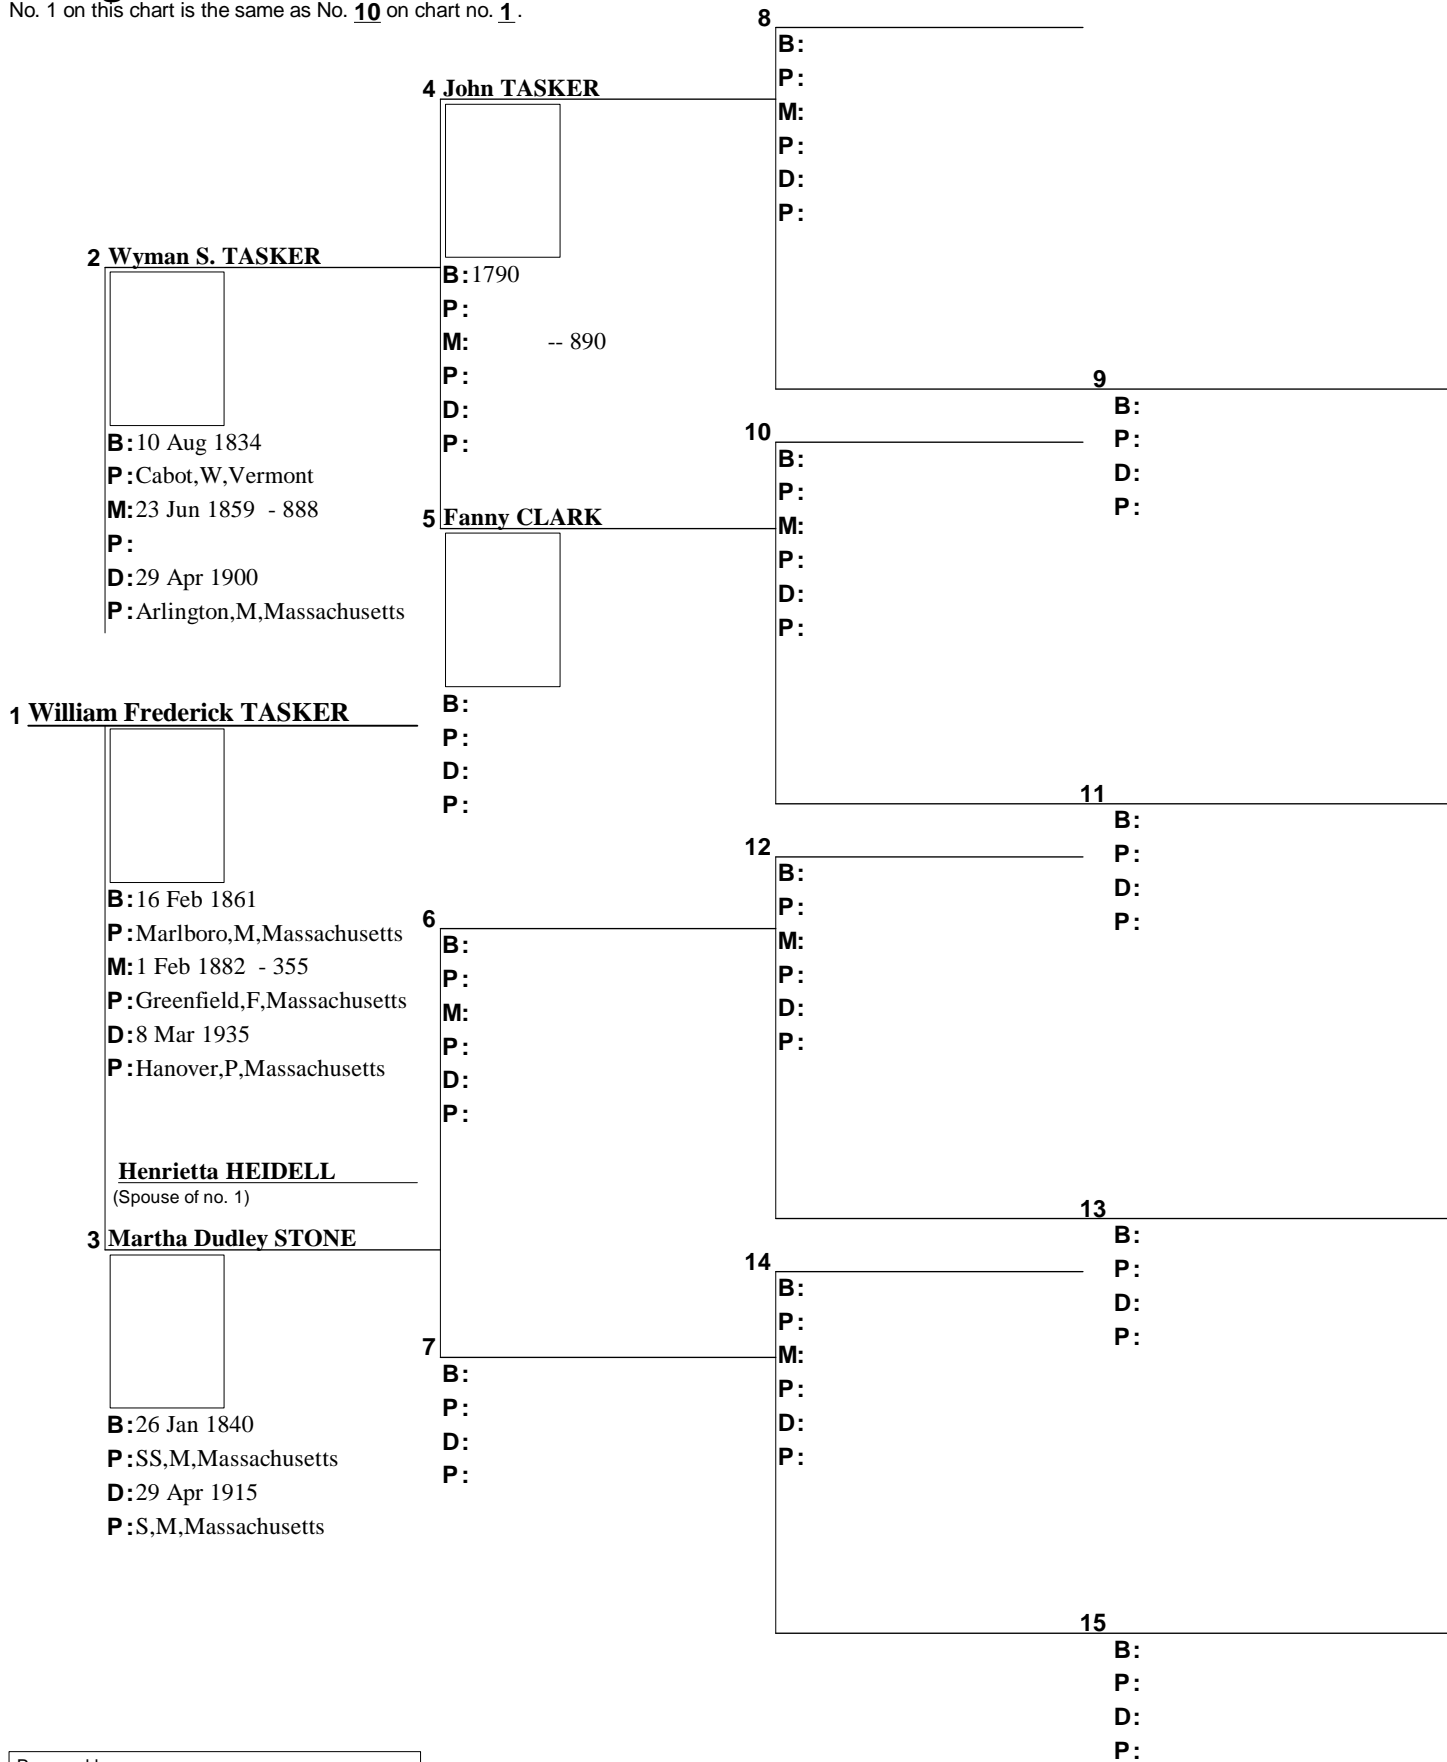 No. 1 on this chart is the same as No. 10 on chart no. 1 .
8
B:
P:
M:
P:
D:
P:
4 John TASKER
B:1790
P:
M: -- 890
P:
D:
P:
2 Wyman S. TASKER
B:10 Aug 1834
P:Cabot,W,Vermont
M:23 Jun 1859 - 888
P:
D:29 Apr 1900
P:Arlington,M,Massachusetts
9
B:
P:
D:
P:
10
B:
P:
M:
P:
D:
P:
5 Fanny CLARK
B:
P:
D:
P:
11
B:
P:
D:
P:
1 William Frederick TASKER
B:16 Feb 1861
P:Marlboro,M,Massachusetts
M:1 Feb 1882 - 355
P:Greenfield,F,Massachusetts
D:8 Mar 1935
P:Hanover,P,Massachusetts
Henrietta HEIDELL
(Spouse of no. 1)
12
B:
P:
M:
P:
D:
P:
6
B:
P:
M:
P:
D:
P:
13
B:
P:
D:
P:
3 Martha Dudley STONE
B:26 Jan 1840
P:SS,M,Massachusetts
D:29 Apr 1915
P:S,M,Massachusetts
14
B:
P:
M:
P:
D:
P:
7
B:
P:
D:
P:
15
B:
P:
D:
P: